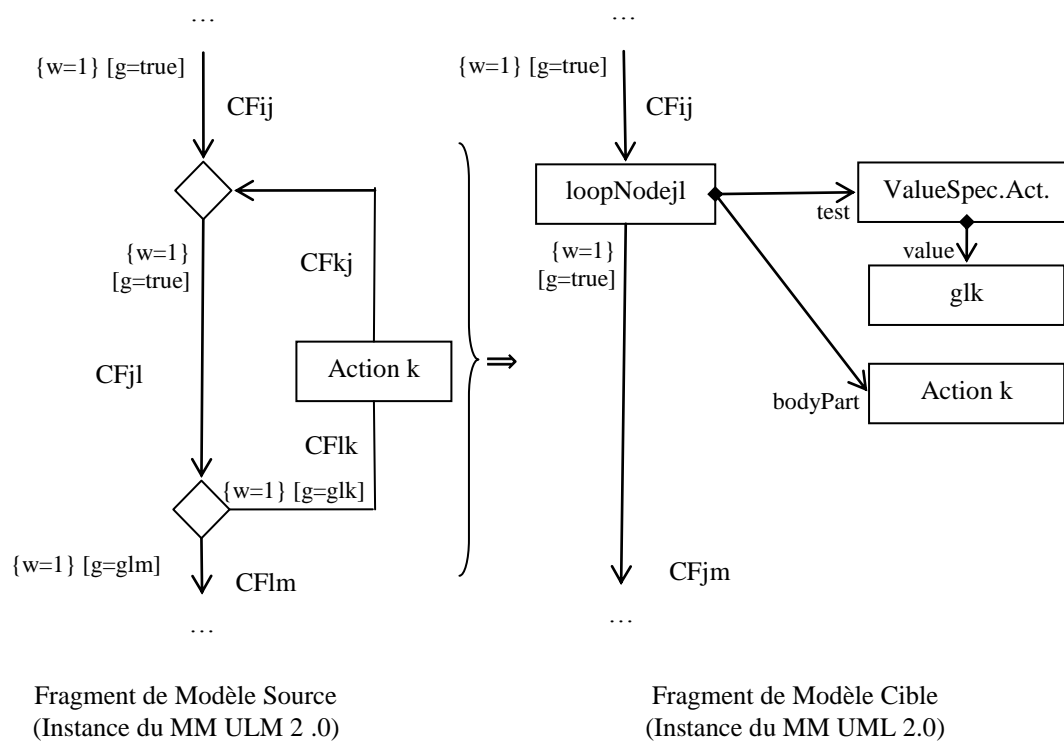 …
{w=1} [g=true]
CFij
{w=1}
[g=true]
CFkj
CFjl
Action k
CFlk
{w=1} [g=glk]
{w=1} [g=glm]
CFlm
…
⇒
…
{w=1} [g=true]
CFij
loopNodejl
test
ValueSpec.Act.
value
glk
{w=1}
[g=true]
bodyPart
Action k
CFjm
…
Fragment de Modèle Source
(Instance du MM ULM 2 .0)
Fragment de Modèle Cible
(Instance du MM UML 2.0)